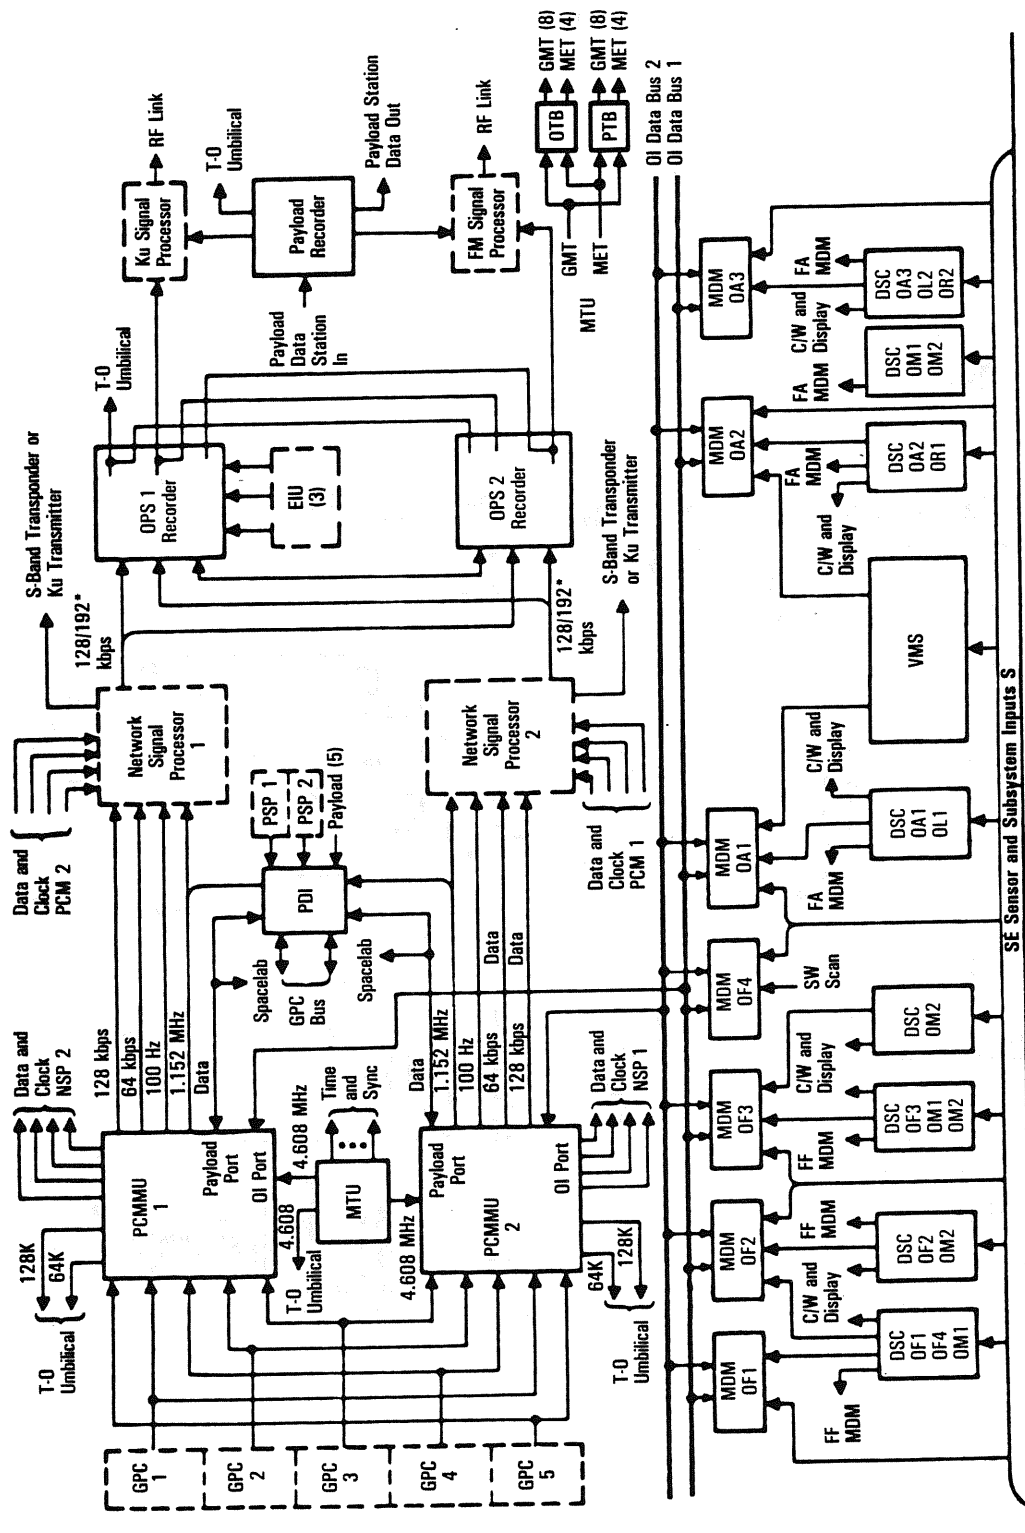 GPC
1
GPC
2
GPC
3
GPC
4
GPC
5
T-O
Umbilical
128K
64K
Data and
Clock
NSP 2
PCMMU
1
Payload
Port
OI Port
128 kbps
64 kbps
100 Hz
1.152 MHz
Data
4.608 MHz
4.608
T-O
Umbilical
MTU
Time
and
Sync
4.608 MHz
PCMMU
2
Payload
Port
OI Port
Data
1.152 MHz
100 Hz
64 kbps
128 kbps
Data and
Clock
NSP 1
64K
128K
T-O
Umbilical
Spacelab
GPC
Bus
Spacelab
PDI
PSP 1
PSP 2
Payload (5)
Data
Data
Data and
Clock
PCM 2
Network
Signal
Processor
1
S-Band Transponder or
Ku Transmitter
128/192*
kbps
Data and
Clock
PCM 1
Network
Signal
Processor
2
128/192*
kbps
S-Band Transponder
or Ku Transmitter
OPS 1
Recorder
EIU
(3)
OPS 2
Recorder
T-O
Umbilical
Ku Signal
Processor
RF Link
T-O
Umbilical
Payload
Recorder
Payload Station
Data Out
Payload
Data
Station
In
FM Signal
Processor
RF Link
MTU
GMT
MET
OTB
GMT (8)
MET (4)
PTB
GMT (8)
MET (4)
OI Data Bus 2
OI Data Bus 1
MDM
OF1
MDM
OF2
MDM
OF3
MDM
OF4
MDM
OA1
MDM
OA2
MDM
OA3
FF
MDM
DSC
OF1
OF4
OM1
C/W and
Display
DSC
OF2
OM2
FF
MDM
FF
MDM
DSC
OF3
OM1
OM2
C/W and
Display
DSC
OM2
SW
Scan
FA
MDM
DSC
OA1
OL1
C/W and
Display
VMS
C/W and
Display
FA
MDM
DSC
OA2
OR1
FA
MDM
DSC
OM1
OM2
C/W and
Display
DSC
OA3
OL2
OR2
FA
MDM
SE Sensor and Subsystem Inputs S